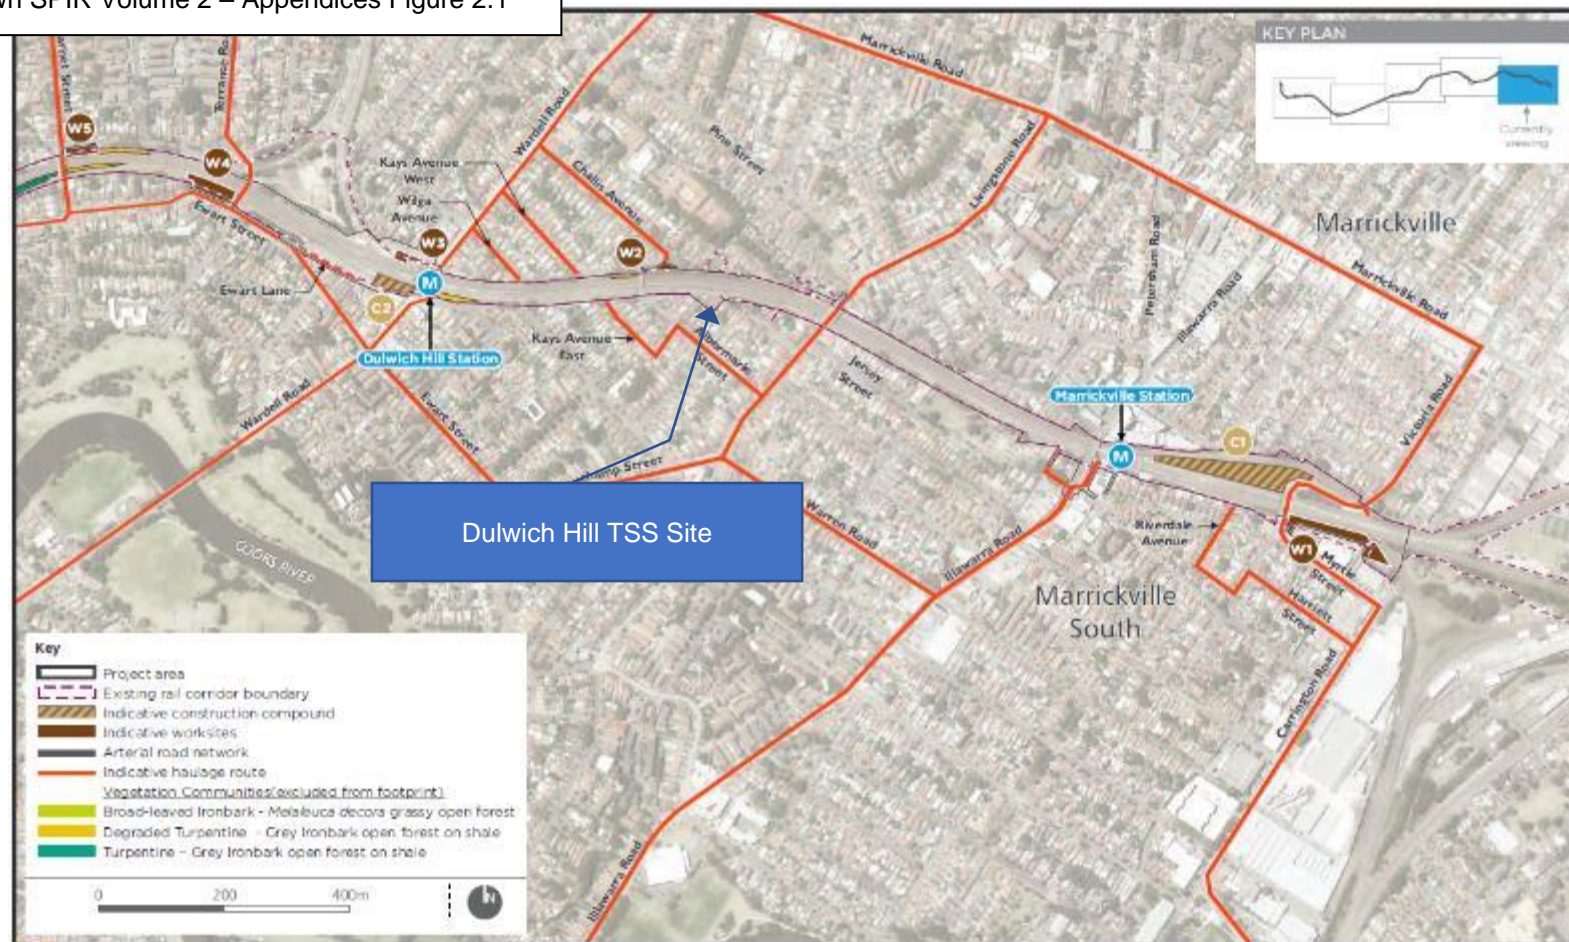 wn SPIR Volume 2 – Appendices Figure 2.1
KEY PLAN
Currently
viewing
Marrickville Road
Terrace Ro
Wardell Road
W5
W4
Kays Avenue
West
Wilga
Avenue
Challis Avenue
Pine Street
Livingstone Road
Petersham Road
Illawarra Road
Marrickville
Marrickville Road
Victoria Road
Ewart Street
W3
W2
M
Ewart Lane
C2
Dulwich Hill Station
Kays Avenue
East
Albermarle
Street
Jersey
Street
Marrickville Station
C1
M
Wardell Road
Ewart Street
Street
Dulwich Hill TSS Site
Warren Road
Illawarra Road
Riverdale
Avenue
W1
Myrtle
Street
Harriett
Street
Marrickville
South
COOKS RIVER
Carrington Road
Illawarra Road
Key
Project area
Existing rail corridor boundary
Indicative construction compound
Indicative worksites
Arterial road network
Indicative haulage route
Vegetation Communities(excluded from footprint)
Broad-leaved Ironbark - Melaleuca decora grassy open forest
Degraded Turpentine - Grey Ironbark open forest on shale
Turpentine – Grey Ironbark open forest on shale
0 200 400m
N